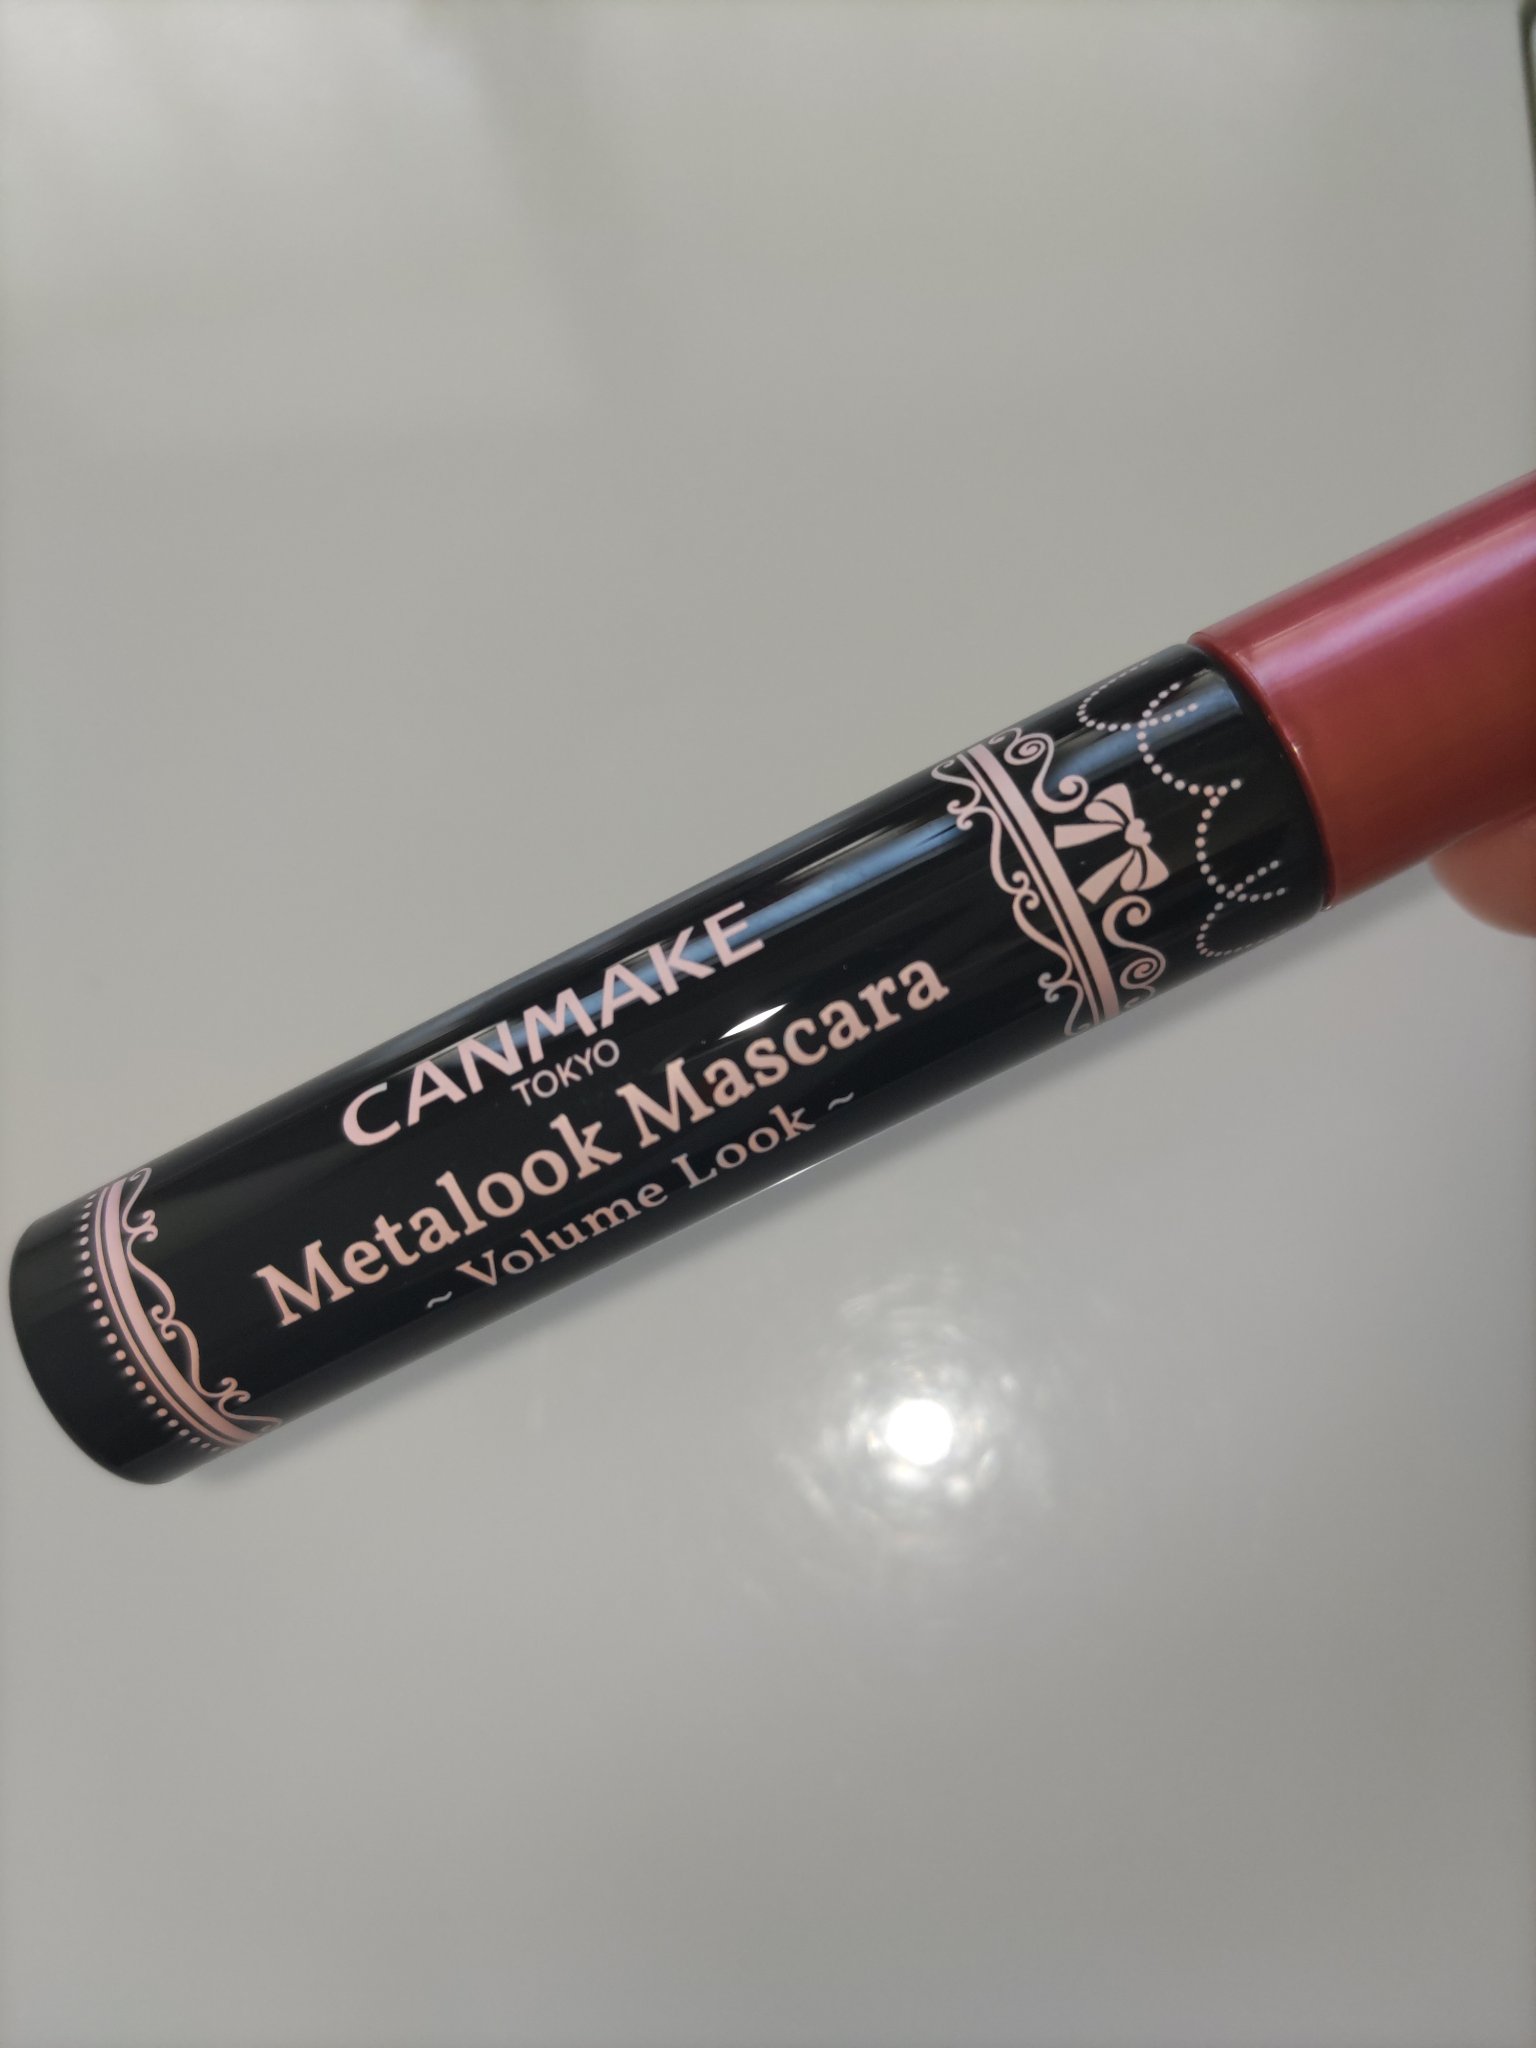 CANMAKE
TOKYO
Metalook Mascara
~ Volume Look ~